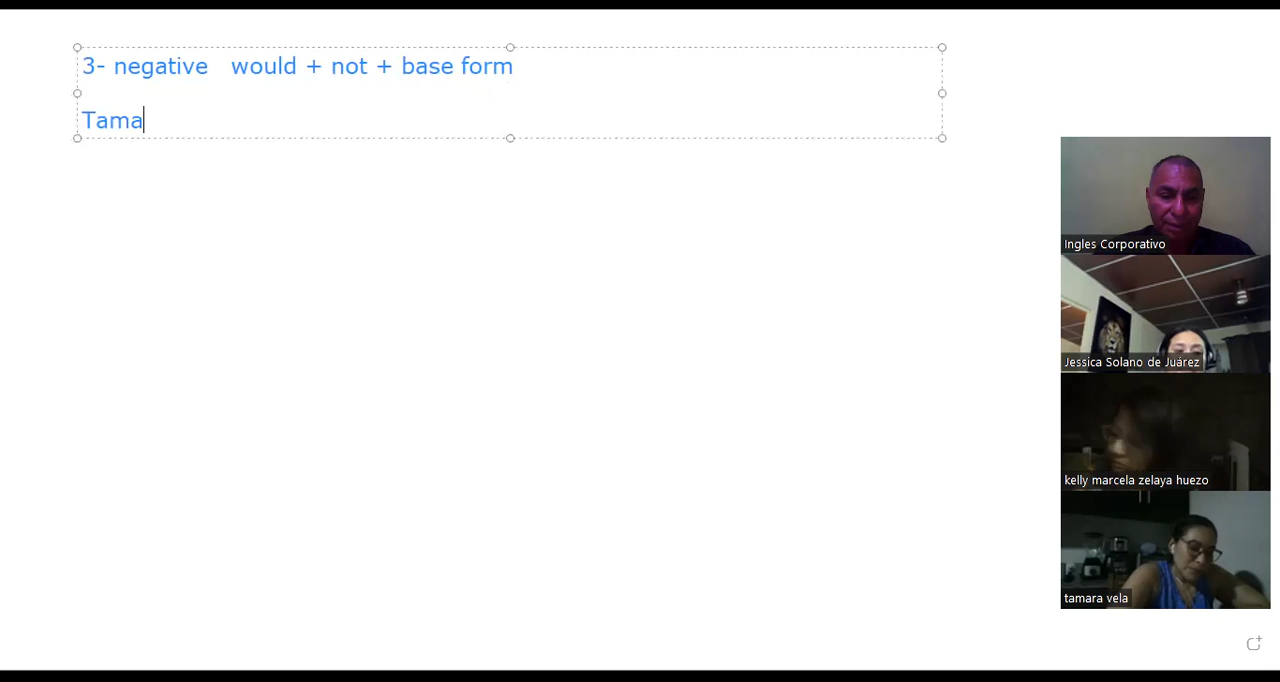 3- negative would + not + base form
Tama
Ingles Corporativo
Jessica Solano de Juárez
kelly marcela zelaya huezo
tamara vela